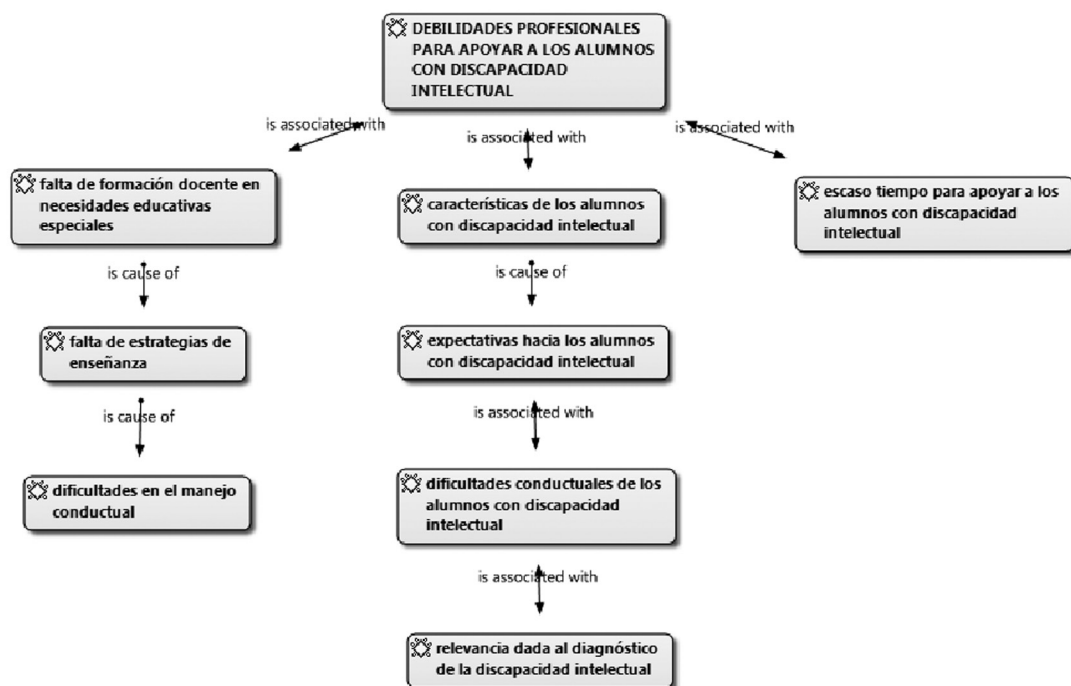 DEBILIDADES PROFESIONALES
PARA APOYAR A LOS ALUMNOS
CON DISCAPACIDAD
INTELECTUAL
is associated with
is associated with
is associated with
falta de formación docente en
necesidades educativas
especiales
características de los alumnos
con discapacidad intelectual
escaso tiempo para apoyar a los
alumnos con discapacidad
intelectual
is cause of
is cause of
falta de estrategias de
enseñanza
expectativas hacia los alumnos
con discapacidad intelectual
is cause of
is associated with
dificultades en el manejo
conductual
dificultades conductuales de los
alumnos con discapacidad
intelectual
is associated with
relevancia dada al diagnóstico
de la discapacidad intelectual